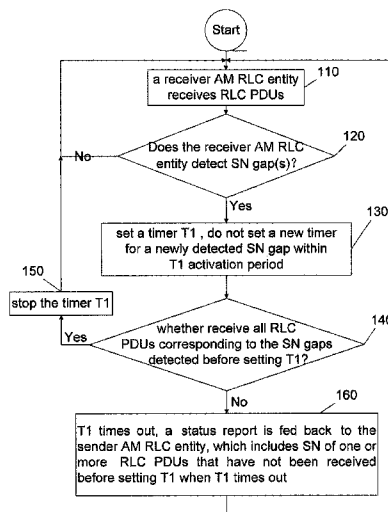 Start
110
a receiver AM RLC entity
receives RLC PDUs
120
Does the receiver AM RLC
entity detect SN gap(s)?
No
Yes
130
set a timer T1 , do not set a new timer
for a newly detected SN gap within
T1 activation period
150
stop the timer T1
140
whether receive all RLC
PDUs corresponding to the SN gaps
detected before setting T1?
Yes
No
160
T1 times out, a status report is fed back to the
sender AM RLC entity, which includes SN of one or
more RLC PDUs that have not been received
before setting T1 when T1 times out